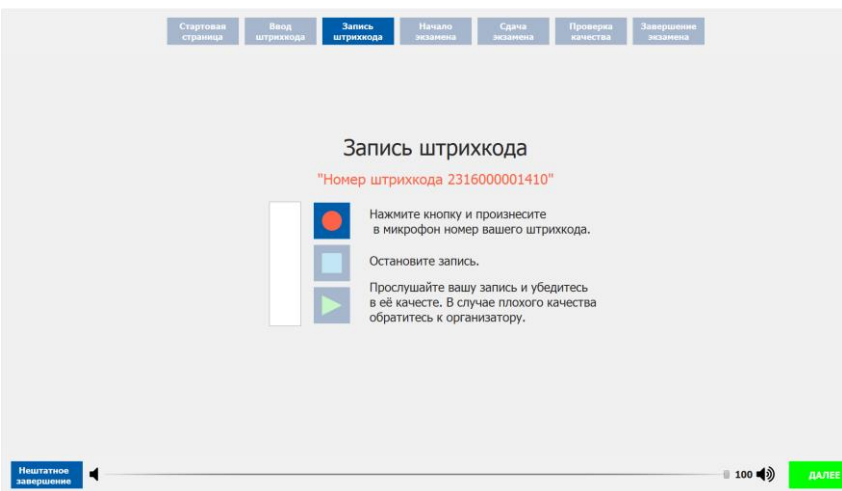 Стартовая страница
Ввод штрихкода
Запись штрихкода
Начало экзамена
Сдача экзамена
Проверка качества
Завершение экзамена
Запись штрихкода
"Номер штрихкода 2316000001410"
Нажмите кнопку и произнесите
в микрофон номер вашего штрихкода.
Остановите запись.
Прослушайте вашу запись и убедитесь
в её качесте. В случае плохого качества
обратитесь к организатору.
Нештатное
завершение
100
ДАЛЕЕ